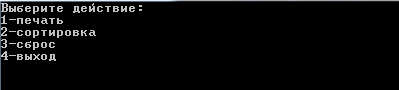 Выберите действие:
1-печать
2-сортировка
3-сброс
4-выход